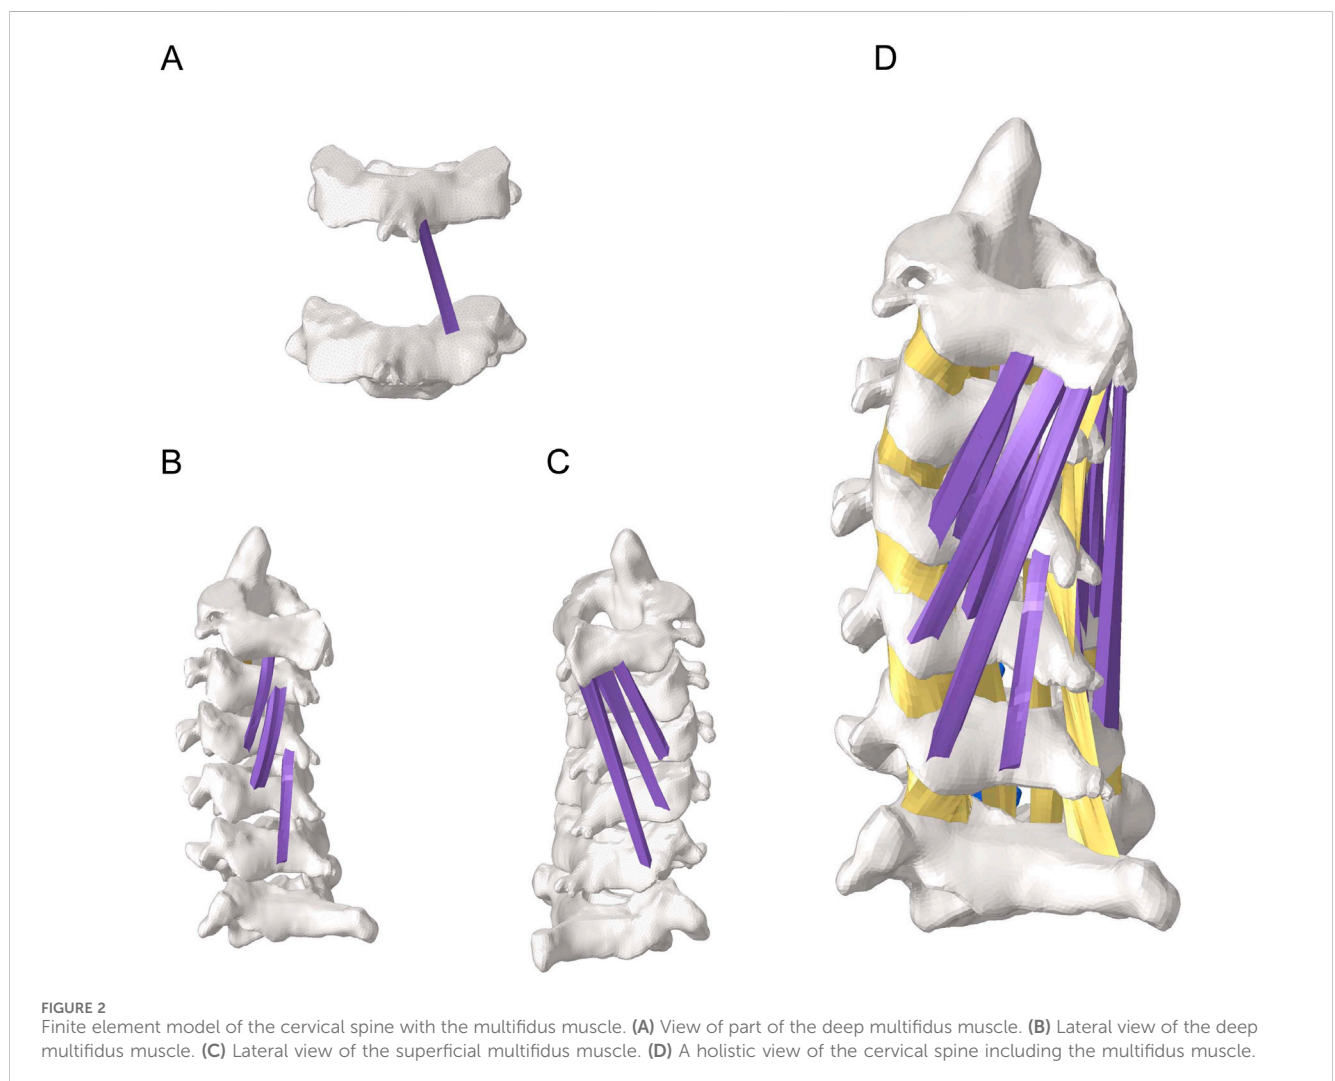 A
D
B
C
FIGURE 2
Finite element model of the cervical spine with the multifidus muscle. (A) View of part of the deep multifidus muscle. (B) Lateral view of the deep
multifidus muscle. (C) Lateral view of the superficial multifidus muscle. (D) A holistic view of the cervical spine including the multifidus muscle.